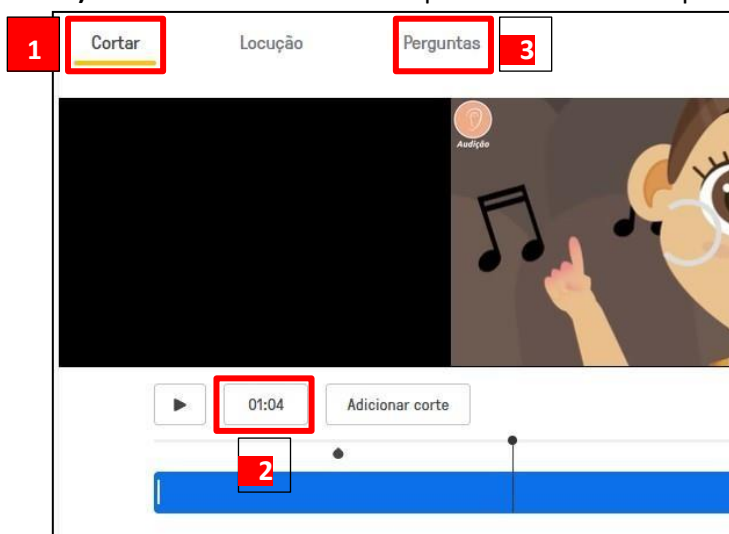 1
Cortar
Locução
Perguntas
3
Audição
01:04
Adicionar corte
2